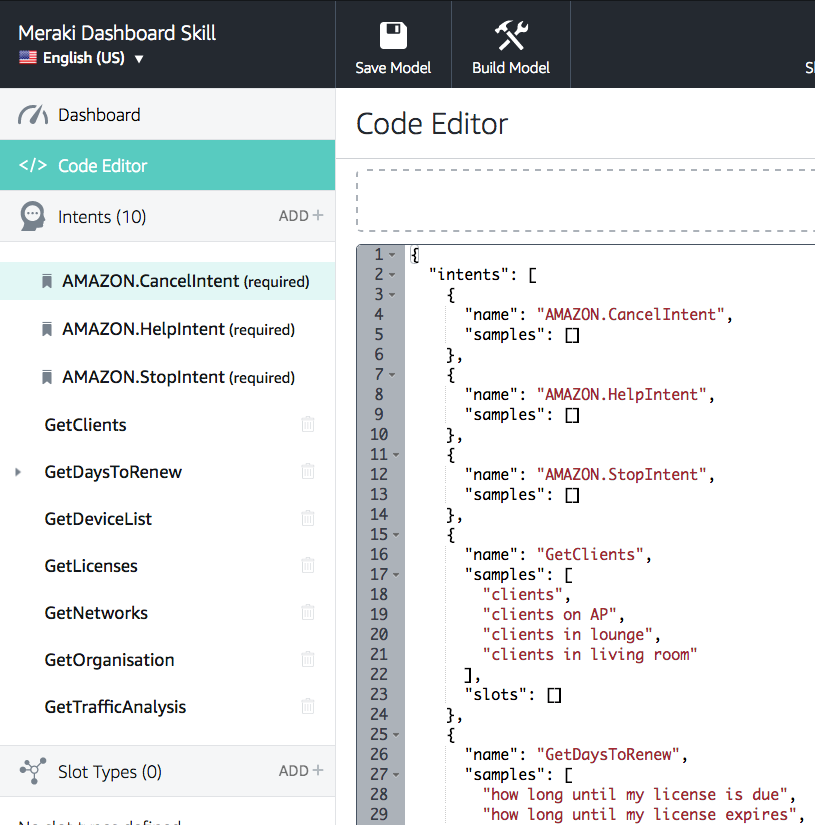 Meraki Dashboard Skill
English (US) ▼
Save Model
Build Model
Dashboard
</> Code Editor
Intents (10)
ADD +
AMAZON.CancelIntent (required)
AMAZON.HelpIntent (required)
AMAZON.StopIntent (required)
GetClients
GetDaysToRenew
GetDeviceList
GetLicenses
GetNetworks
GetOrganisation
GetTrafficAnalysis
Slot Types (0)
ADD +
Code Editor
1 {
2 "intents": [
3 {
4 "name": "AMAZON.CancelIntent",
5 "samples": []
6 },
7 {
8 "name": "AMAZON.HelpIntent",
9 "samples": []
10 },
11 {
12 "name": "AMAZON.StopIntent",
13 "samples": []
14 },
15 {
16 "name": "GetClients",
17 "samples": [
18 "clients",
19 "clients on AP",
20 "clients in lounge",
21 "clients in living room"
22 ],
23 "slots": []
24 },
25 {
26 "name": "GetDaysToRenew",
27 "samples": [
28 "how long until my license is due",
29 "how long until my license expires",